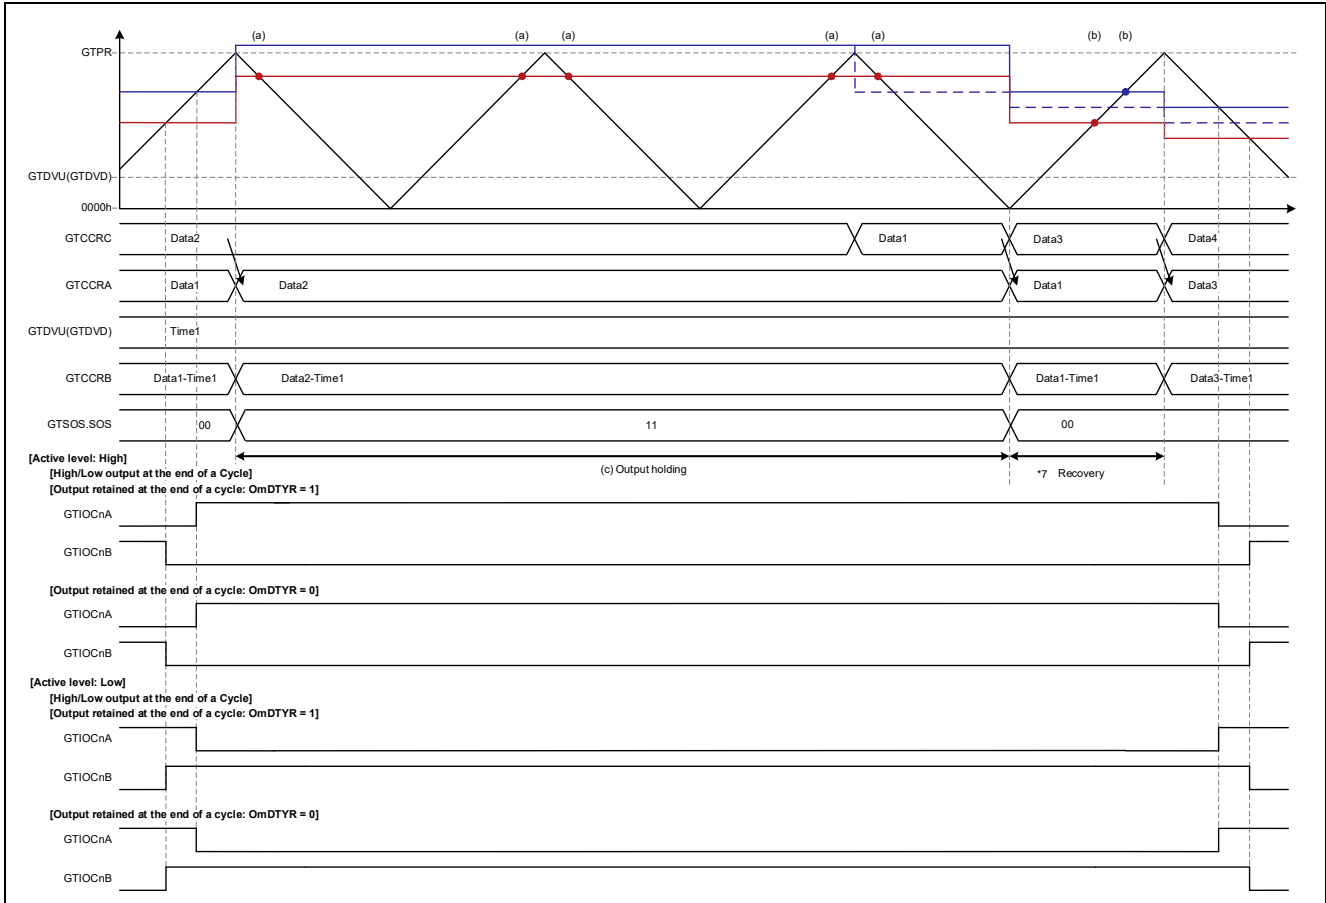 (a) (a) (a) (a) (a) (b) (b)
GTPR
GTDVU(GTDVD)
0000h
GTCCRC Data2 Data1 Data3 Data4
GTCCRA Data1 Data2 Data1 Data3
GTDVU(GTDVD) Time1
GTCCRB Data1-Time1 Data2-Time1 Data1-Time1 Data3-Time1
GTSOS.SOS 00 11 00
[Active level: High]
(c) Output holding
*7 Recovery
[High/Low output at the end of a Cycle]
[Output retained at the end of a cycle: OmDTYR = 1]
GTIOCnA
GTIOCnB
[Output retained at the end of a cycle: OmDTYR = 0]
GTIOCnA
GTIOCnB
[Active level: Low]
[High/Low output at the end of a Cycle]
[Output retained at the end of a cycle: OmDTYR = 1]
GTIOCnA
GTIOCnB
[Output retained at the end of a cycle: OmDTYR = 0]
GTIOCnA
GTIOCnB